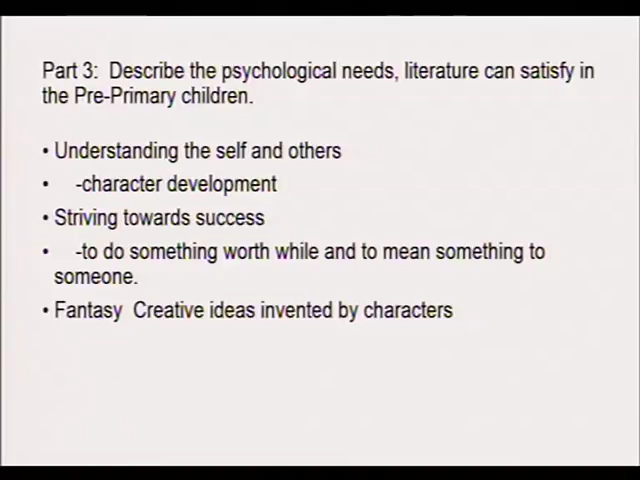 Part 3:  Describe the psychological needs, literature can satisfy in
the Pre-Primary children.
• Understanding the self and others
•    -character development
• Striving towards success
•    -to do something worth while and to mean something to
someone.
• Fantasy  Creative ideas invented by characters